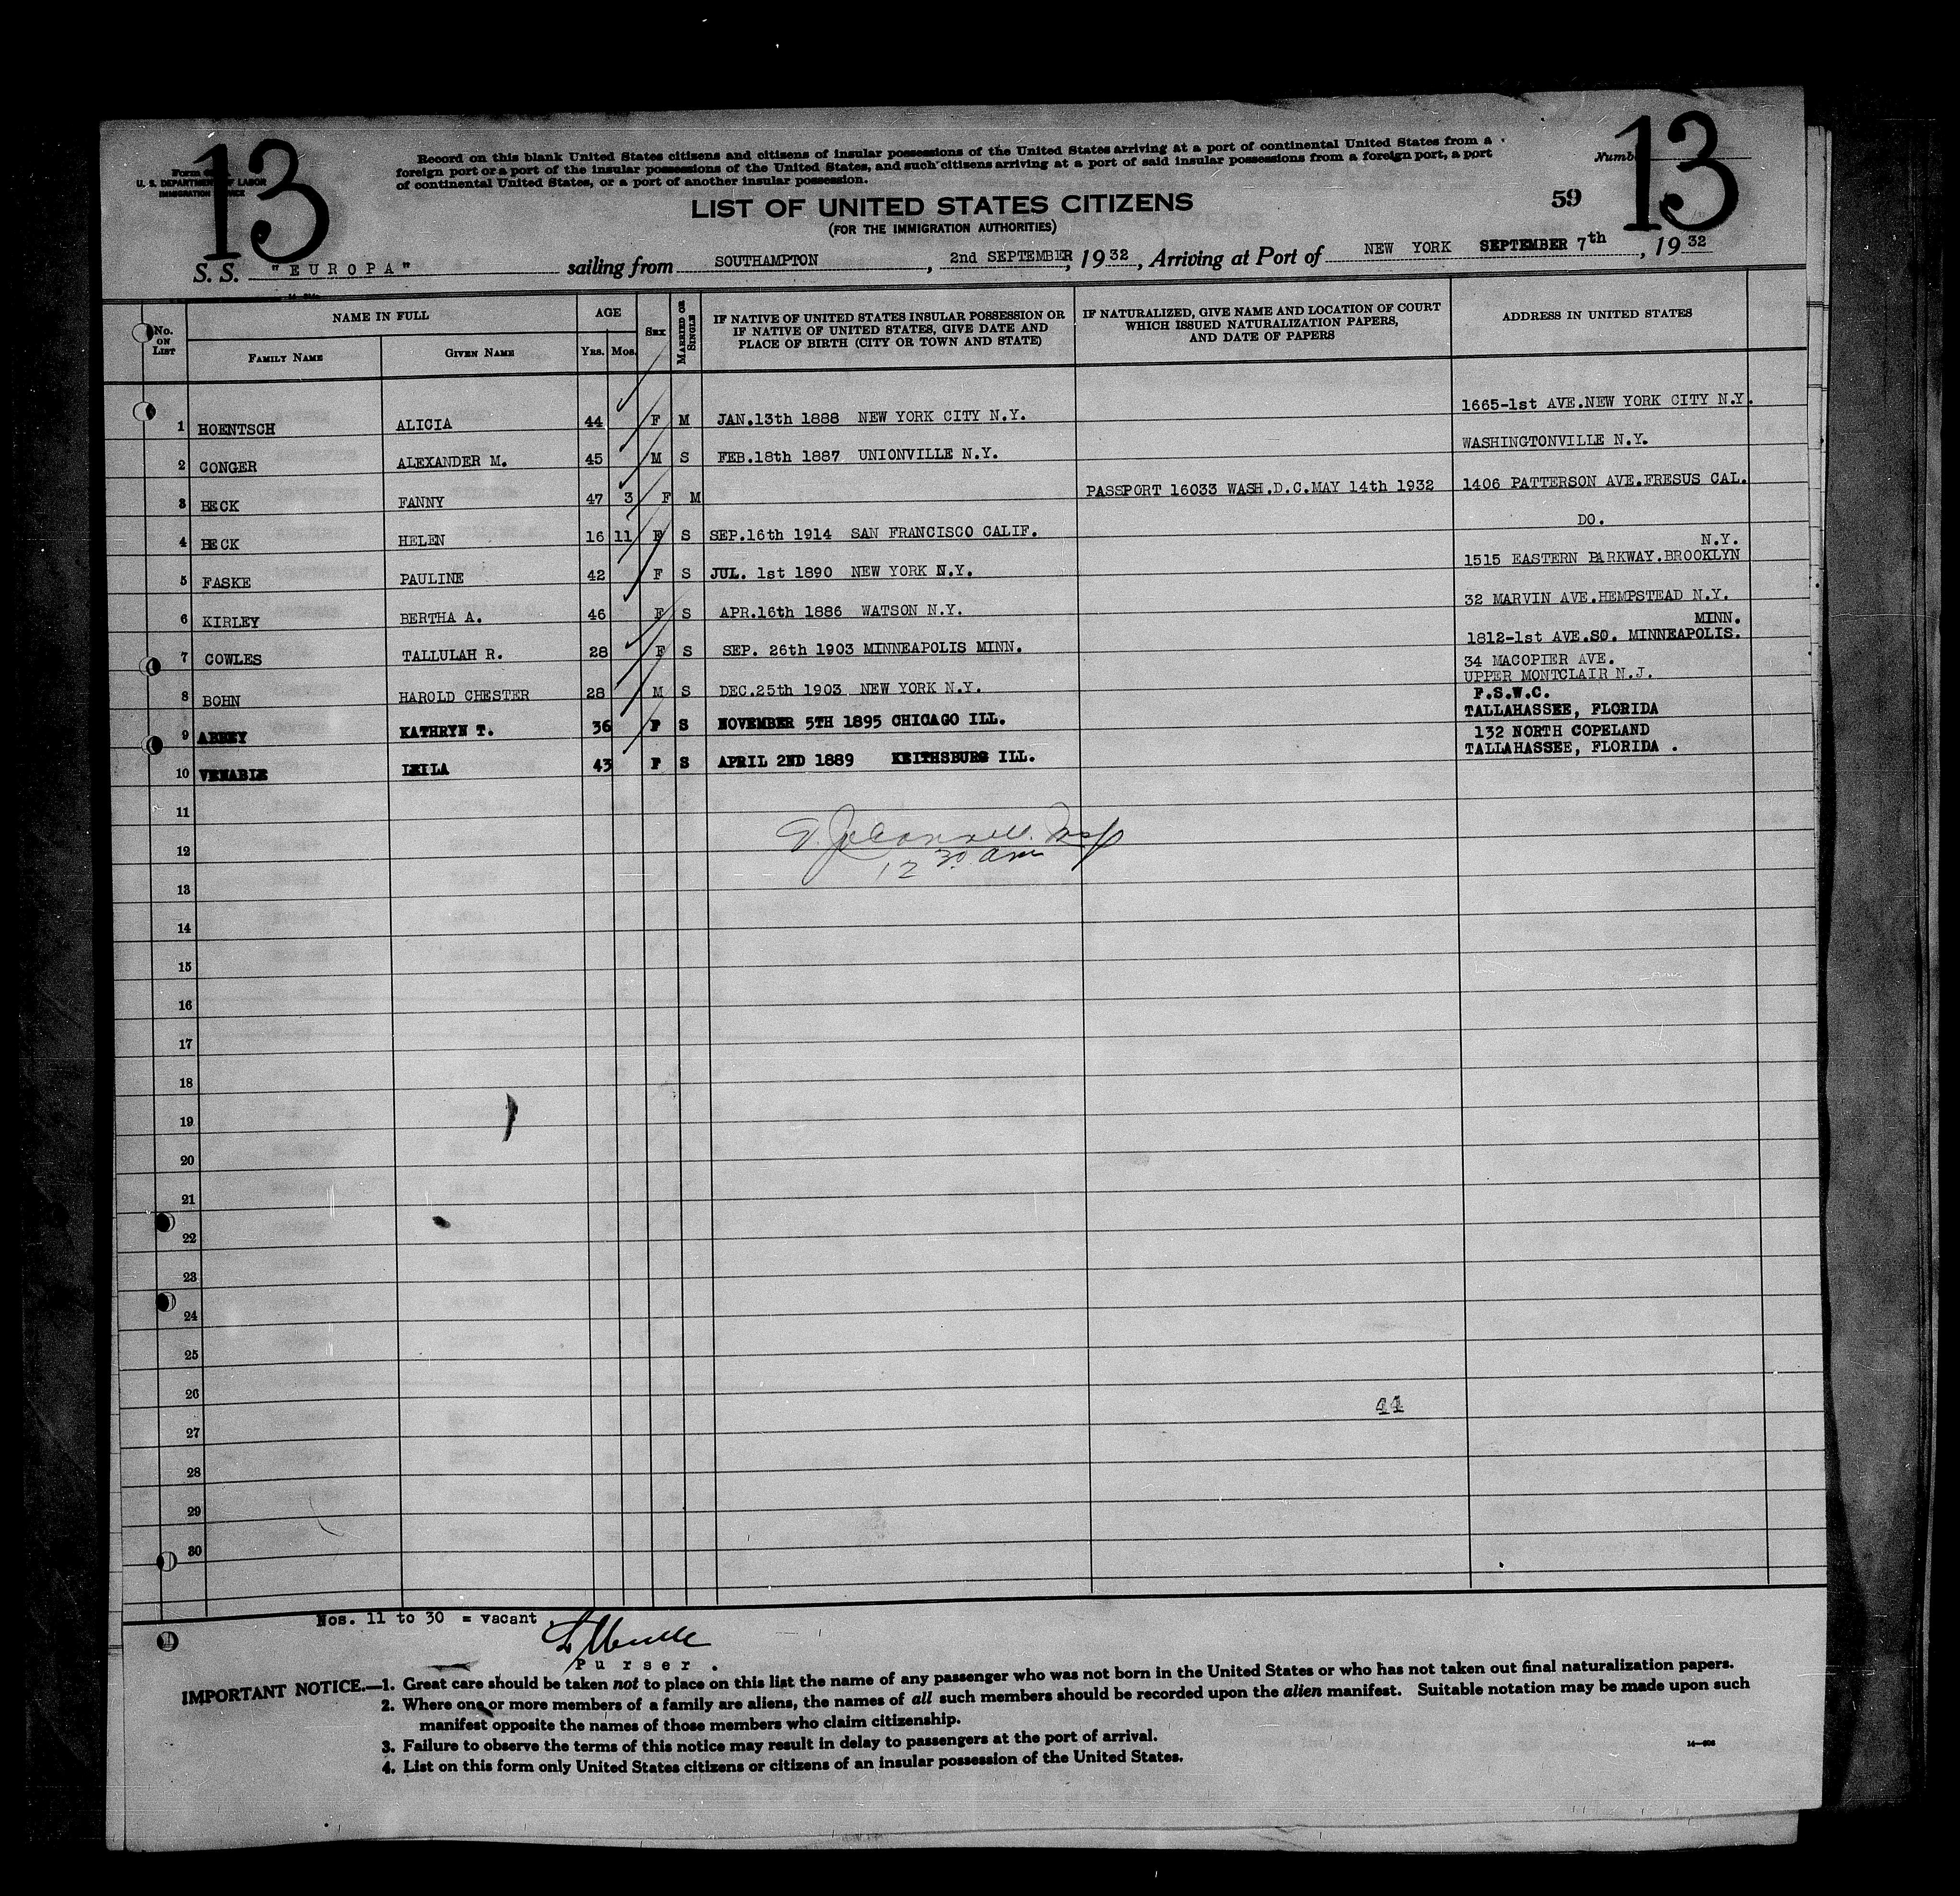 13
13
Form
U. S. DEPARTMENT OF LABOR
IMMIGRATION SERVICE
Record on this blank United States citizens and citizens of insular possessions of the United States arriving at a port of continental United States from a
foreign port or a port of the insular possessions of the United States, and such citizens arriving at a port of said insular possessions from a foreign port, a port
of continental United States, or a port of another insular possession.
59
LIST OF UNITED STATES CITIZENS
(FOR THE IMMIGRATION AUTHORITIES)
S. S. "EUROPA" sailing from SOUTHAMPTON, 2nd SEPTEMBER, 1932, Arriving at Port of NEW YORK SEPTEMBER 7th, 1932
No. ON LIST NAME IN FULL AGE SEX MARRIED OR SINGLE IF NATIVE OF UNITED STATES INSULAR POSSESSION OR IF NATIVE OF UNITED STATES, GIVE DATE AND PLACE OF BIRTH (CITY OR TOWN AND STATE) IF NATURALIZED, GIVE NAME AND LOCATION OF COURT WHICH ISSUED NATURALIZATION PAPERS, AND DATE OF PAPERS ADDRESS IN UNITED STATES
FAMILY NAME GIVEN NAME YRS. MOS.
1 HOENTSCH ALICIA 44 F M JAN.13th 1888 NEW YORK CITY N.Y. 1665-1st AVE.NEW YORK CITY N.Y.
2 CONGER ALEXANDER M. 45 M S FEB.18th 1887 UNIONVILLE N.Y. WASHINGTONVILLE N.Y.
3 BECK FANNY 47 3 F M PASSPORT 16033 WASH.D.C.MAY 14th 1932 1406 PATTERSON AVE.FRESUS CAL.
4 BECK HELEN 16 11 F S SEP.16th 1914 SAN FRANCISCO CALIF. DO.
N.Y.
5 FASKE PAULINE 42 F S JUL. 1st 1890 NEW YORK N.Y. 1515 EASTERN PARKWAY.BROOKLYN
6 KIRLEY BERTHA A. 46 F S APR.16th 1886 WATSON N.Y. 32 MARVIN AVE.HEMPSTEAD N.Y.
MINN.
7 COWLES TALLULAH R. 28 F S SEP. 26th 1903 MINNEAPOLIS MINN. 1812-1st AVE.SO. MINNEAPOLIS.
34 MACOPIER AVE.
8 BOHN HAROLD CHESTER 28 M S DEC.25th 1903 NEW YORK N.Y. UPPER MONTCLAIR N.J.
F.S.W.C.
9 ABBEY KATHRYN T. 36 F S NOVEMBER 5TH 1895 CHICAGO ILL. TALLAHASSEE, FLORIDA
132 NORTH COPELAND
10 VENABLE LEILA 43 F S APRIL 2ND 1889 KEITHSBURG ILL. TALLAHASSEE, FLORIDA .
11
12
12 30 am
13
14
15
16
17
18
19
20
21
22
23
24
25
26
44
27
28
29
30
Nos. 11 to 30 = vacant
Purser.
IMPORTANT NOTICE.—1. Great care should be taken not to place on this list the name of any passenger who was not born in the United States or who has not taken out final naturalization papers.
2. Where one or more members of a family are aliens, the names of all such members should be recorded upon the alien manifest. Suitable notation may be made upon such
manifest opposite the names of those members who claim citizenship.
3. Failure to observe the terms of this notice may result in delay to passengers at the port of arrival.
4. List on this form only United States citizens or citizens of an insular possession of the United States.